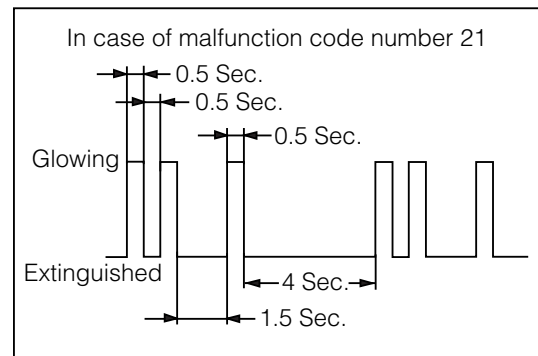 In case of malfunction code number 21
0.5 Sec.
0.5 Sec.
0.5 Sec.
Glowing
Extinguished
4 Sec.
1.5 Sec.